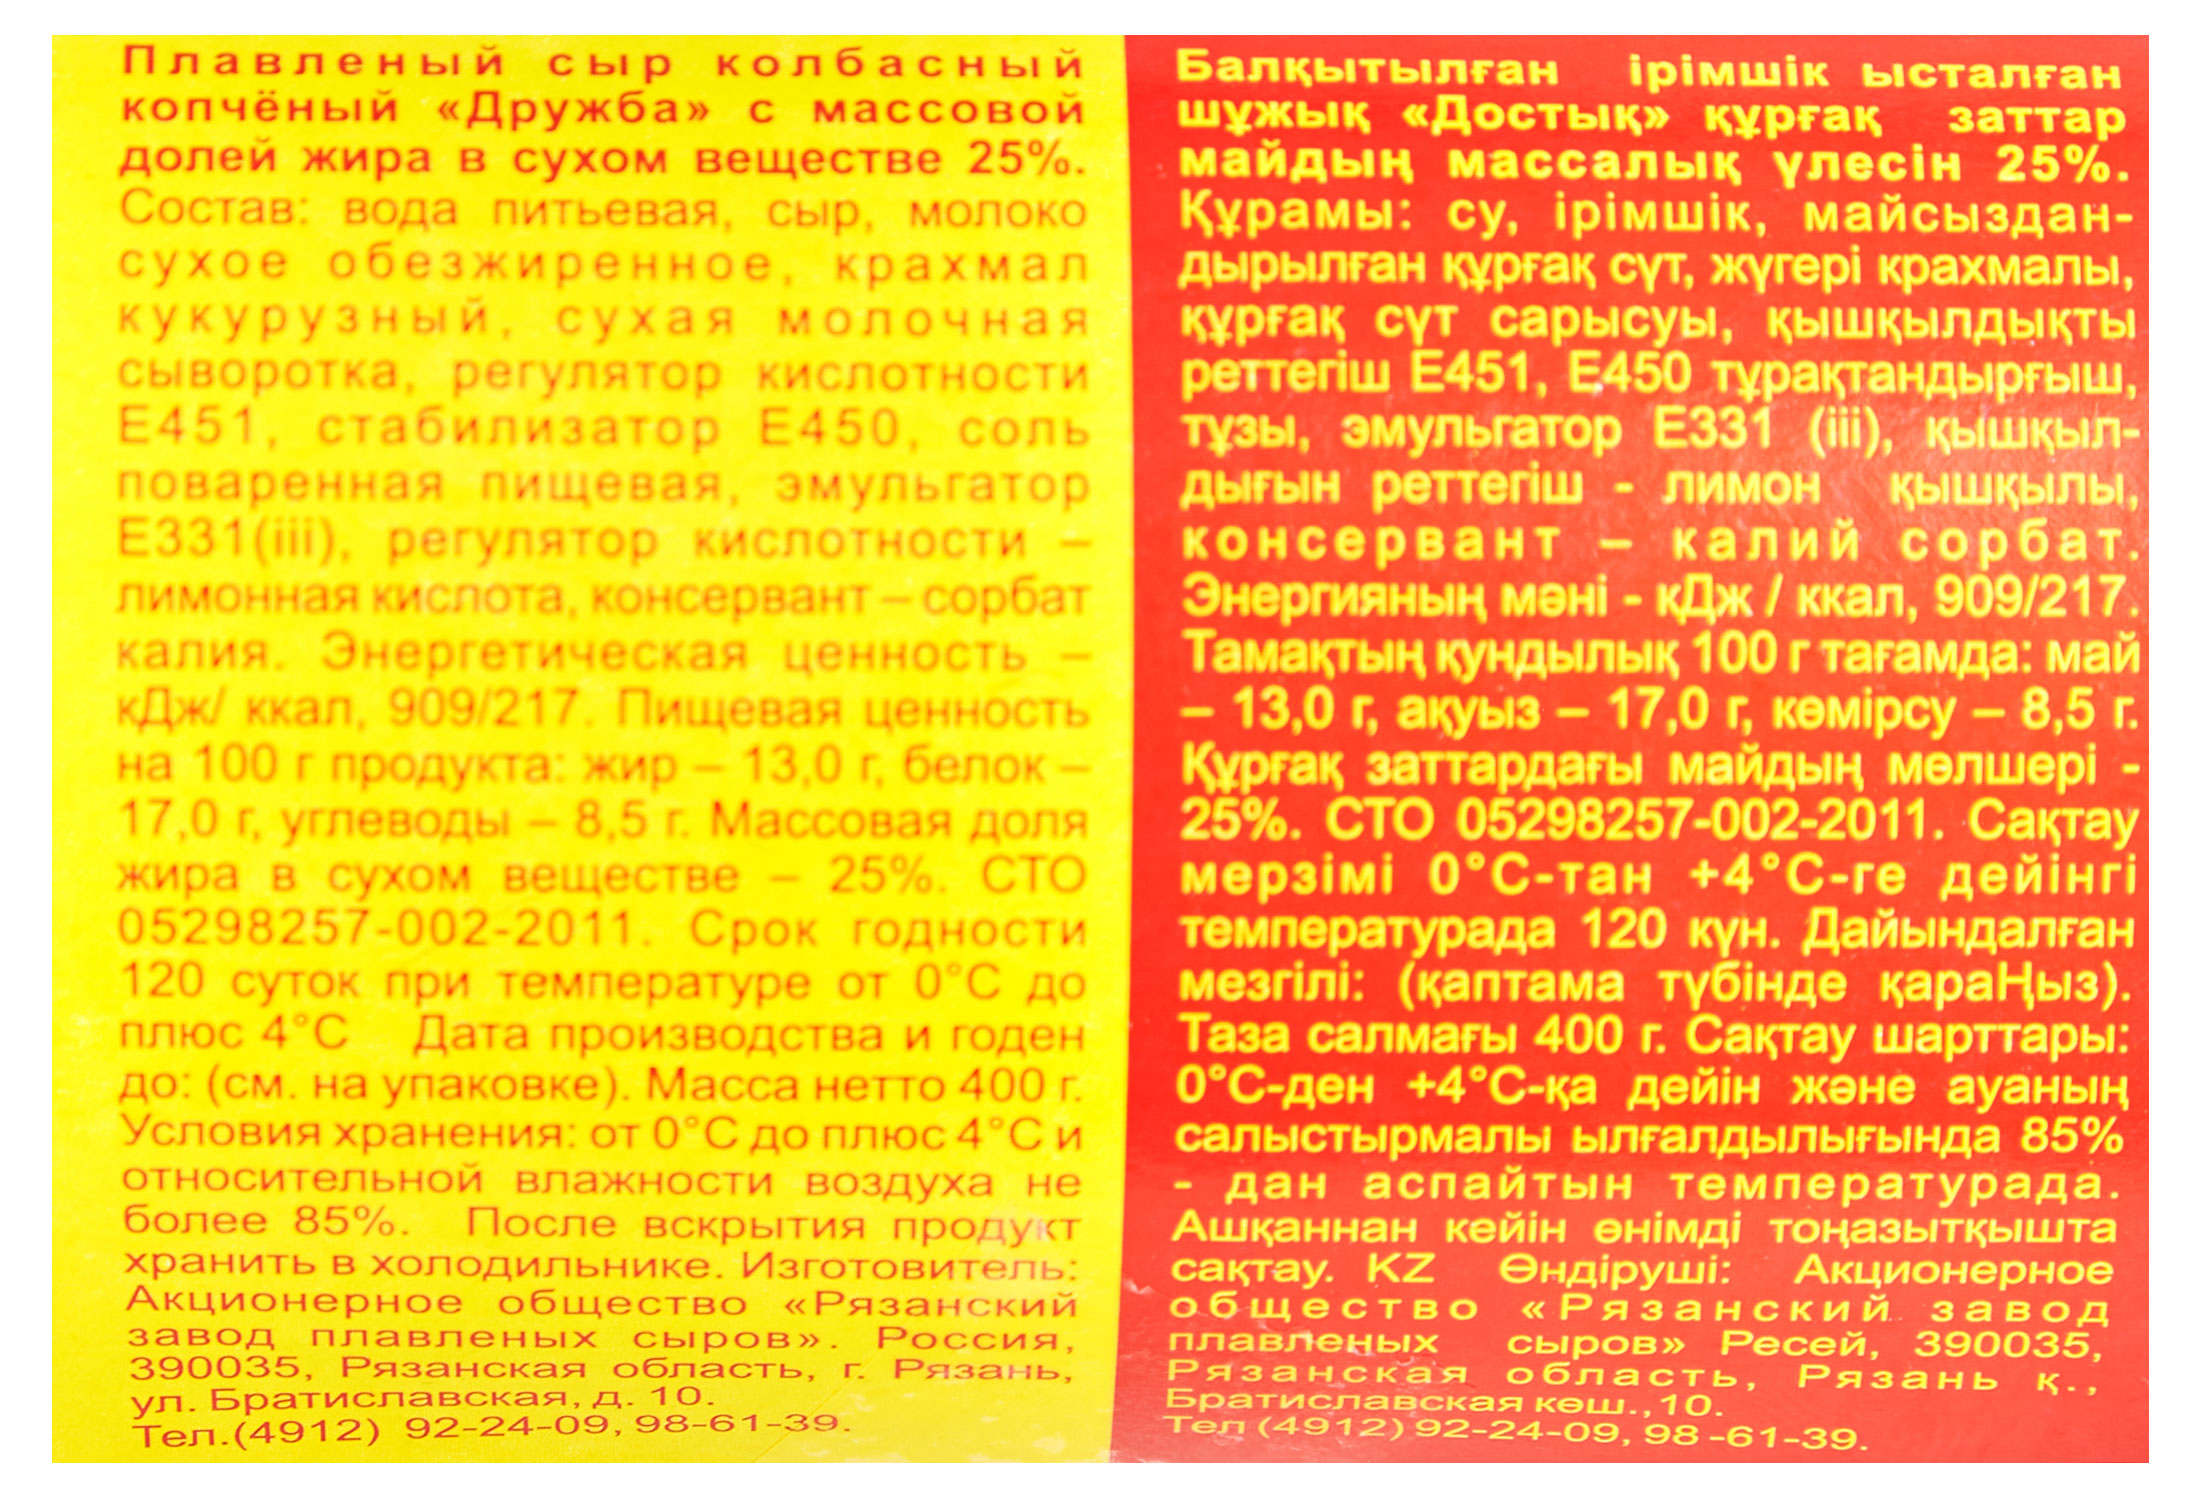 Плавленый сыр колбасный
копчёный «Дружба» с массовой
долей жира в сухом веществе 25%.
Состав: вода питьевая, сыр, молоко
сухое обезжиренное, крахмал
кукурузный, сухая молочная
сыворотка, регулятор кислотности
Е451, стабилизатор Е450, соль
поваренная пищевая, эмульгатор
Е331(iii), регулятор кислотности –
лимонная кислота, консервант – сорбат
калия. Энергетическая ценность –
кДж/ ккал, 909/217. Пищевая ценность
на 100 г продукта: жир – 13,0 г, белок –
17,0 г, углеводы – 8,5 г. Массовая доля
жира в сухом веществе – 25%. СТО
05298257-002-2011. Срок годности
120 суток при температуре от 0°С до
плюс 4°С Дата производства и годен
до: (см. на упаковке). Масса нетто 400 г.
Условия хранения: от 0°С до плюс 4°С и
относительной влажности воздуха не
более 85%. После вскрытия продукт
хранить в холодильнике. Изготовитель:
Акционерное общество «Рязанский
завод плавленых сыров». Россия,
390035, Рязанская область, г. Рязань,
ул. Братиславская, д. 10.
Тел.(4912) 92-24-09, 98-61-39.
Балқытылған ірімшік ысталған
шұжық «Достық» құрғақ заттар
майдың массалық үлесін 25%.
Құрамы: су, ірімшік, майсыздан-
дырылған құрғақ сүт, жүгері крахмалы,
құрғақ сүт сарысуы, қышқылдықты
реттегіш Е451, Е450 тұрақтандырғыш,
тұзы, эмульгатор Е331 (iii), қышқыл-
дығын реттегіш - лимон қышқылы,
консервант – калий сорбат.
Энергияның мәні - кДж / ккал, 909/217.
Тамақтың құндылық 100 г тағамда: май
– 13,0 г, ақуыз – 17,0 г, көмірсу – 8,5 г.
Құрғақ заттардағы майдың мөлшері -
25%. СТО 05298257-002-2011. Сақтау
мерзімі 0°С-тан +4°С-ге дейінгі
температурада 120 күн. Дайындалған
мезгілі: (қаптама түбінде қараҢыз).
Таза салмағы 400 г. Сақтау шарттары:
0°С-ден +4°С-қа дейін және ауаның
салыстырмалы ылғалдылығында 85%
- дан аспайтын температурада.
Ашқаннан кейін өнімді тоңазытқышта
сақтау. KZ Өндіруші: Акционерное
общество «Рязанский завод
плавленых сыров» Ресей, 390035,
Рязанская область, Рязань қ.,
Братиславская көш.,10.
Тел (4912) 92-24-09, 98-61-39.